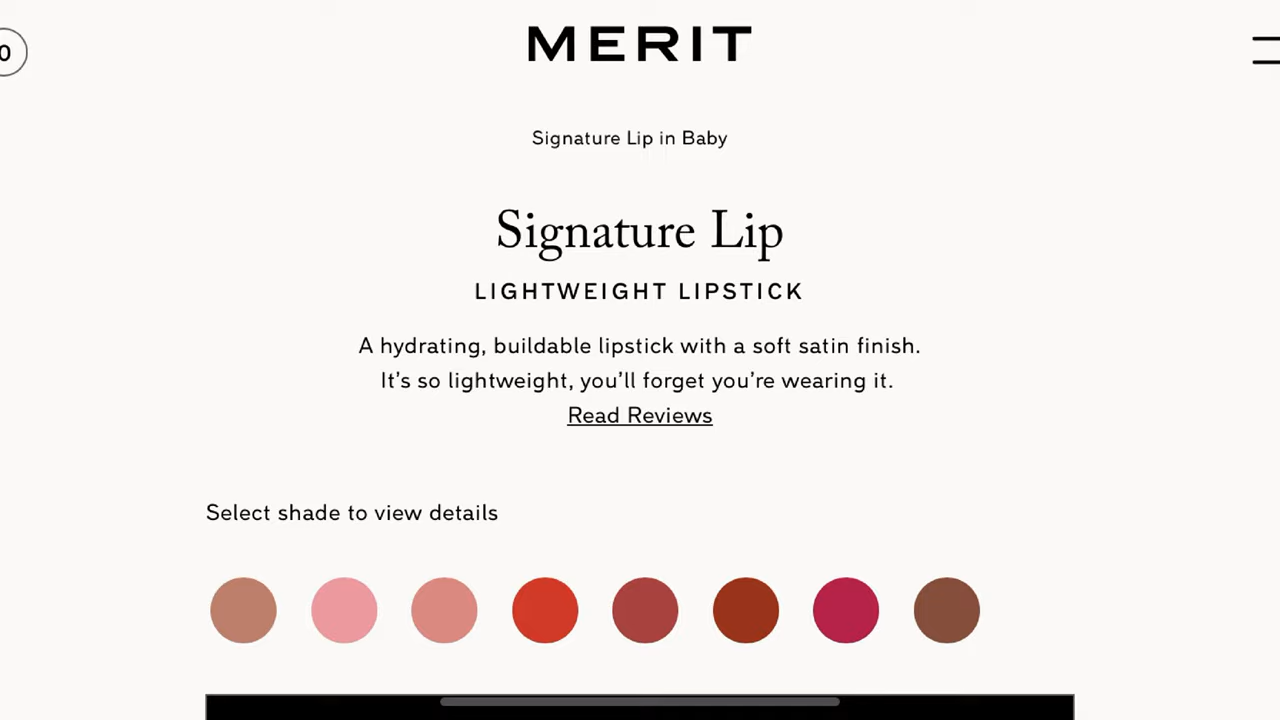 0
MERIT
Signature Lip in Baby
Signature Lip
LIGHTWEIGHT LIPSTICK
A hydrating, buildable lipstick with a soft satin finish.
It’s so lightweight, you’ll forget you’re wearing it.
Read Reviews
Select shade to view details